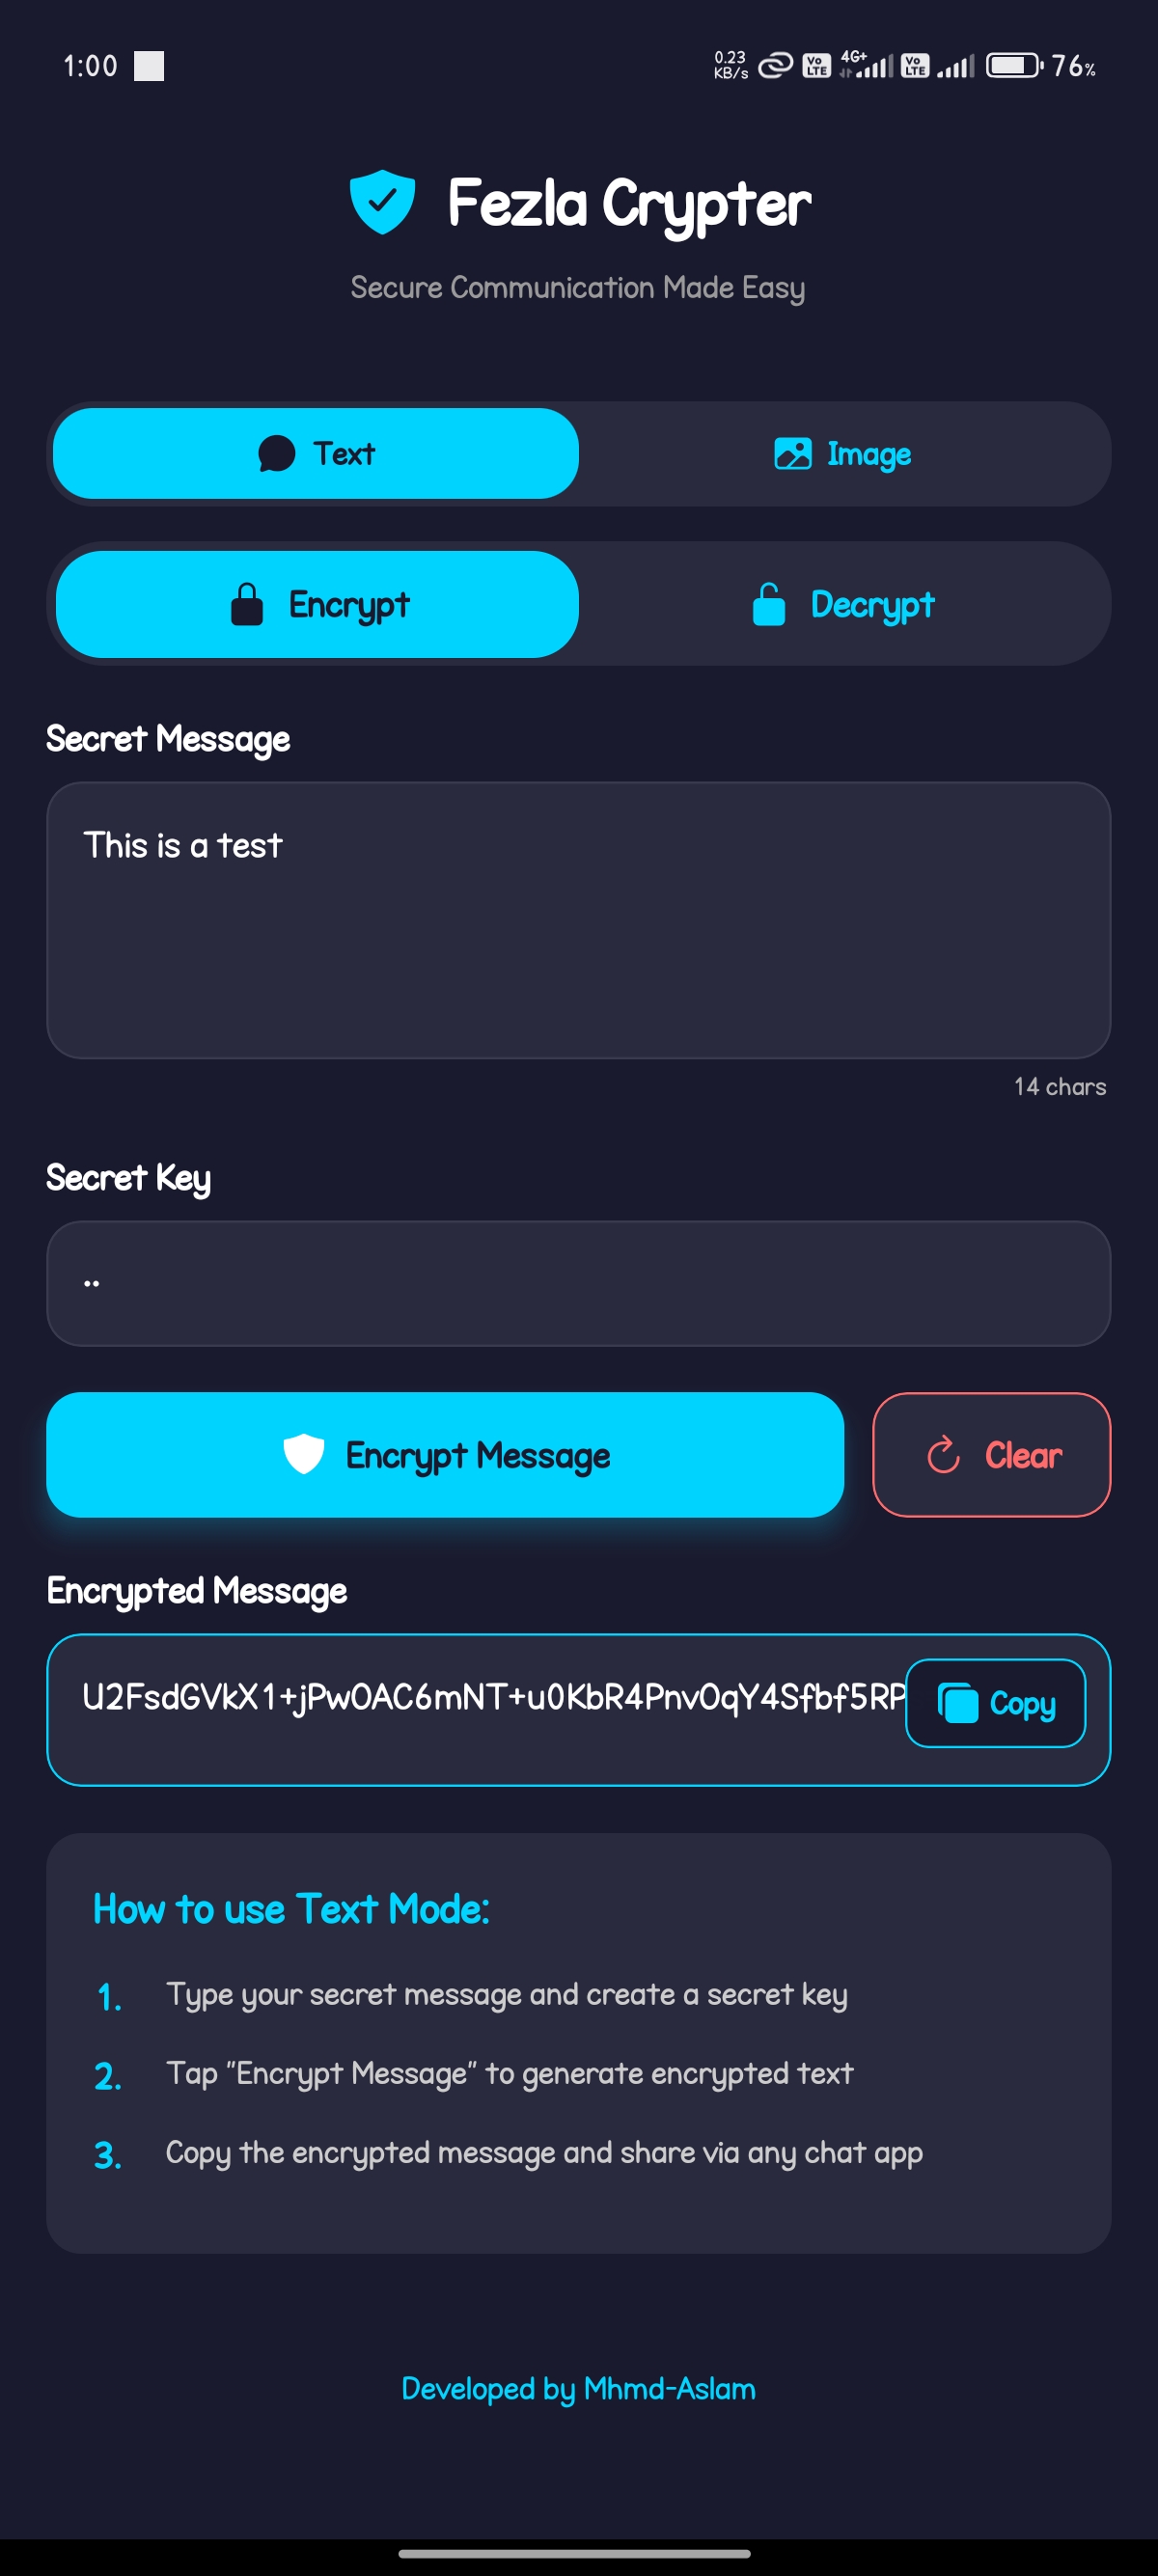 1:00
0.23 KB/s Vo LTE 4G+ Vo LTE 76%
Fezla Crypter
Secure Communication Made Easy
Text Image
Encrypt Decrypt
Secret Message
This is a test
14 chars
Secret Key
••
Encrypt Message Clear
Encrypted Message
U2FsdGVkX1+jPwOAC6mNT+u0KbR4PnvOqY4Sfbf5RP Copy
How to use Text Mode:
1. Type your secret message and create a secret key
2. Tap "Encrypt Message" to generate encrypted text
3. Copy the encrypted message and share via any chat app
Developed by Mhmd-Aslam